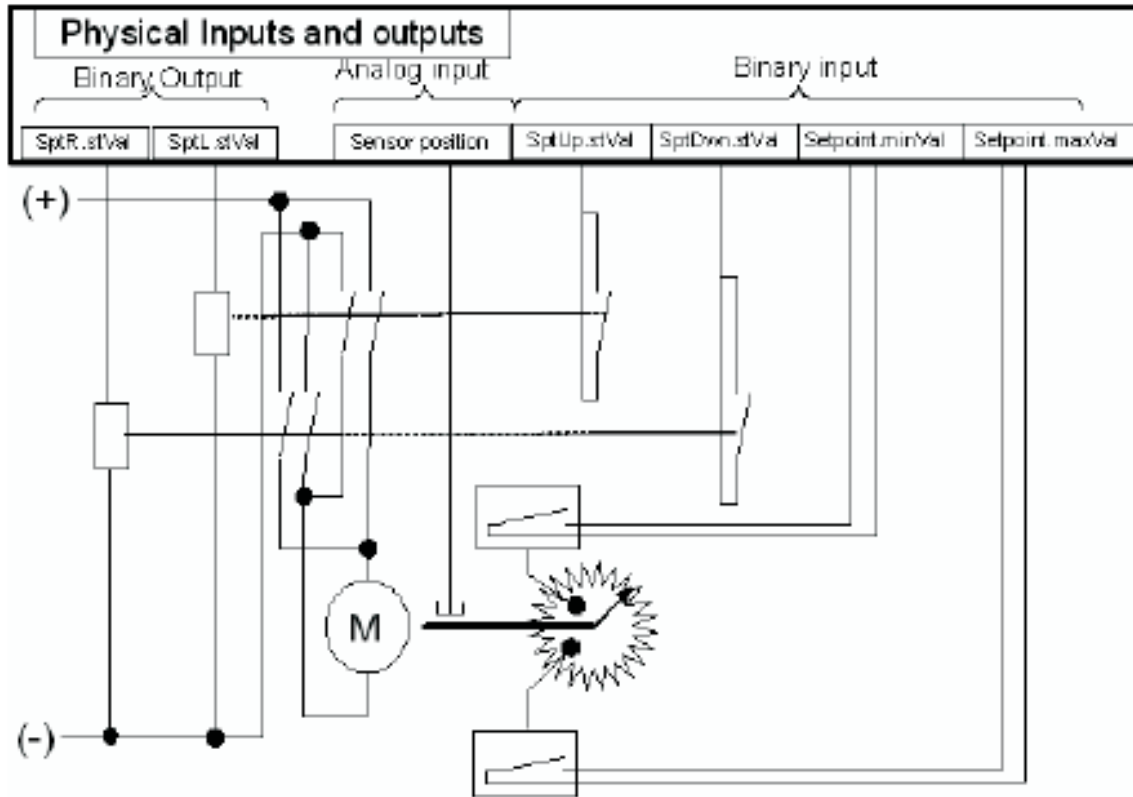 Physical Inputs and outputs
Binary Output
Analog input
Binary input
SptR.stVal
SptL.stVal
Sensor position
SptUp.stVal
SptDwn.stVal
Setpoint.minVal
Setpoint.maxVal
(+)
M
(-)